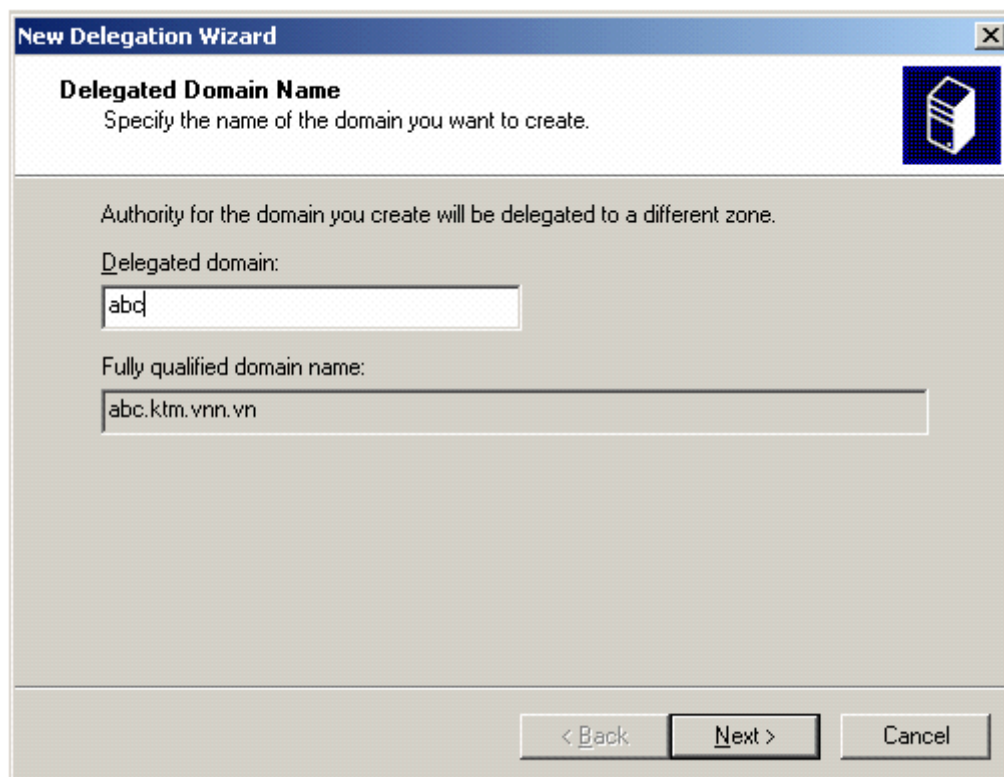 New Delegation Wizard
Delegated Domain Name
Specify the name of the domain you want to create.
Authority for the domain you create will be delegated to a different zone.
Delegated domain:
abc
Fully qualified domain name:
abc.ktm.vnn.vn
< Back Next > Cancel